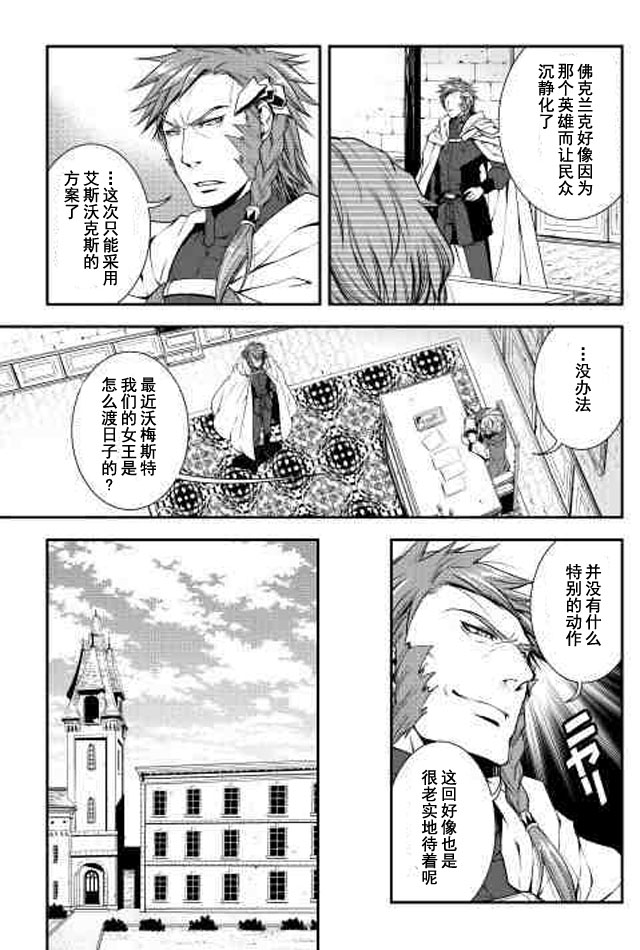 佛克兰克好像因为
那个英雄而让民众
沉静化了
…这次只能采用
艾斯沃克斯的
方案了
…没办法
最近沃梅斯特
我们的女王是
怎么渡日子的?
并没有什么
特别的动作
ニヤリ
这回好像也是
很老实地待着呢